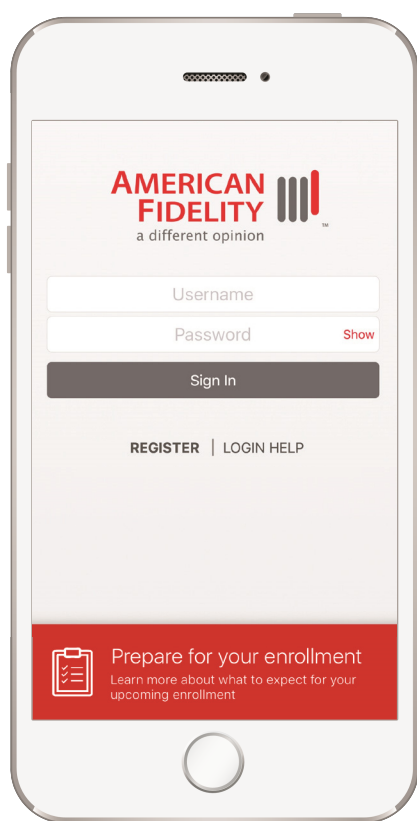 AMERICAN
FIDELITY
a different opinion
™
Username
Password Show
Sign In
REGISTER | LOGIN HELP
Prepare for your enrollment
Learn more about what to expect for your
upcoming enrollment